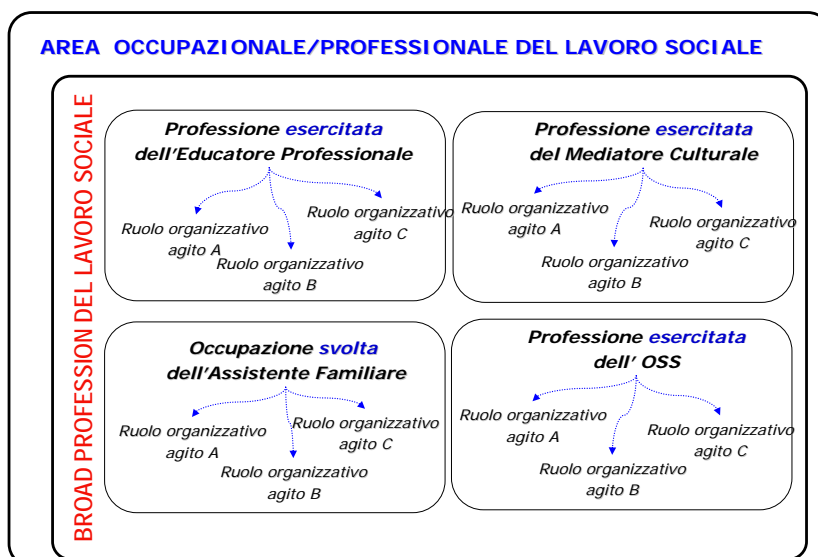 AREA OCCUPAZIONALE/PROFESSIONALE DEL LAVORO SOCIALE
BROAD PROFESSION DEL LAVORO SOCIALE
Professione esercitata
dell'Educatore Professionale
Ruolo organizzativo
agito A
Ruolo organizzativo
agito B
Ruolo organizzativo
agito C
Professione esercitata
del Mediatore Culturale
Ruolo organizzativo
agito A
Ruolo organizzativo
agito B
Ruolo organizzativo
agito C
Occupazione svolta
dell'Assistente Familiare
Ruolo organizzativo
agito A
Ruolo organizzativo
agito B
Ruolo organizzativo
agito C
Professione esercitata
dell' OSS
Ruolo organizzativo
agito A
Ruolo organizzativo
agito B
Ruolo organizzativo
agito C